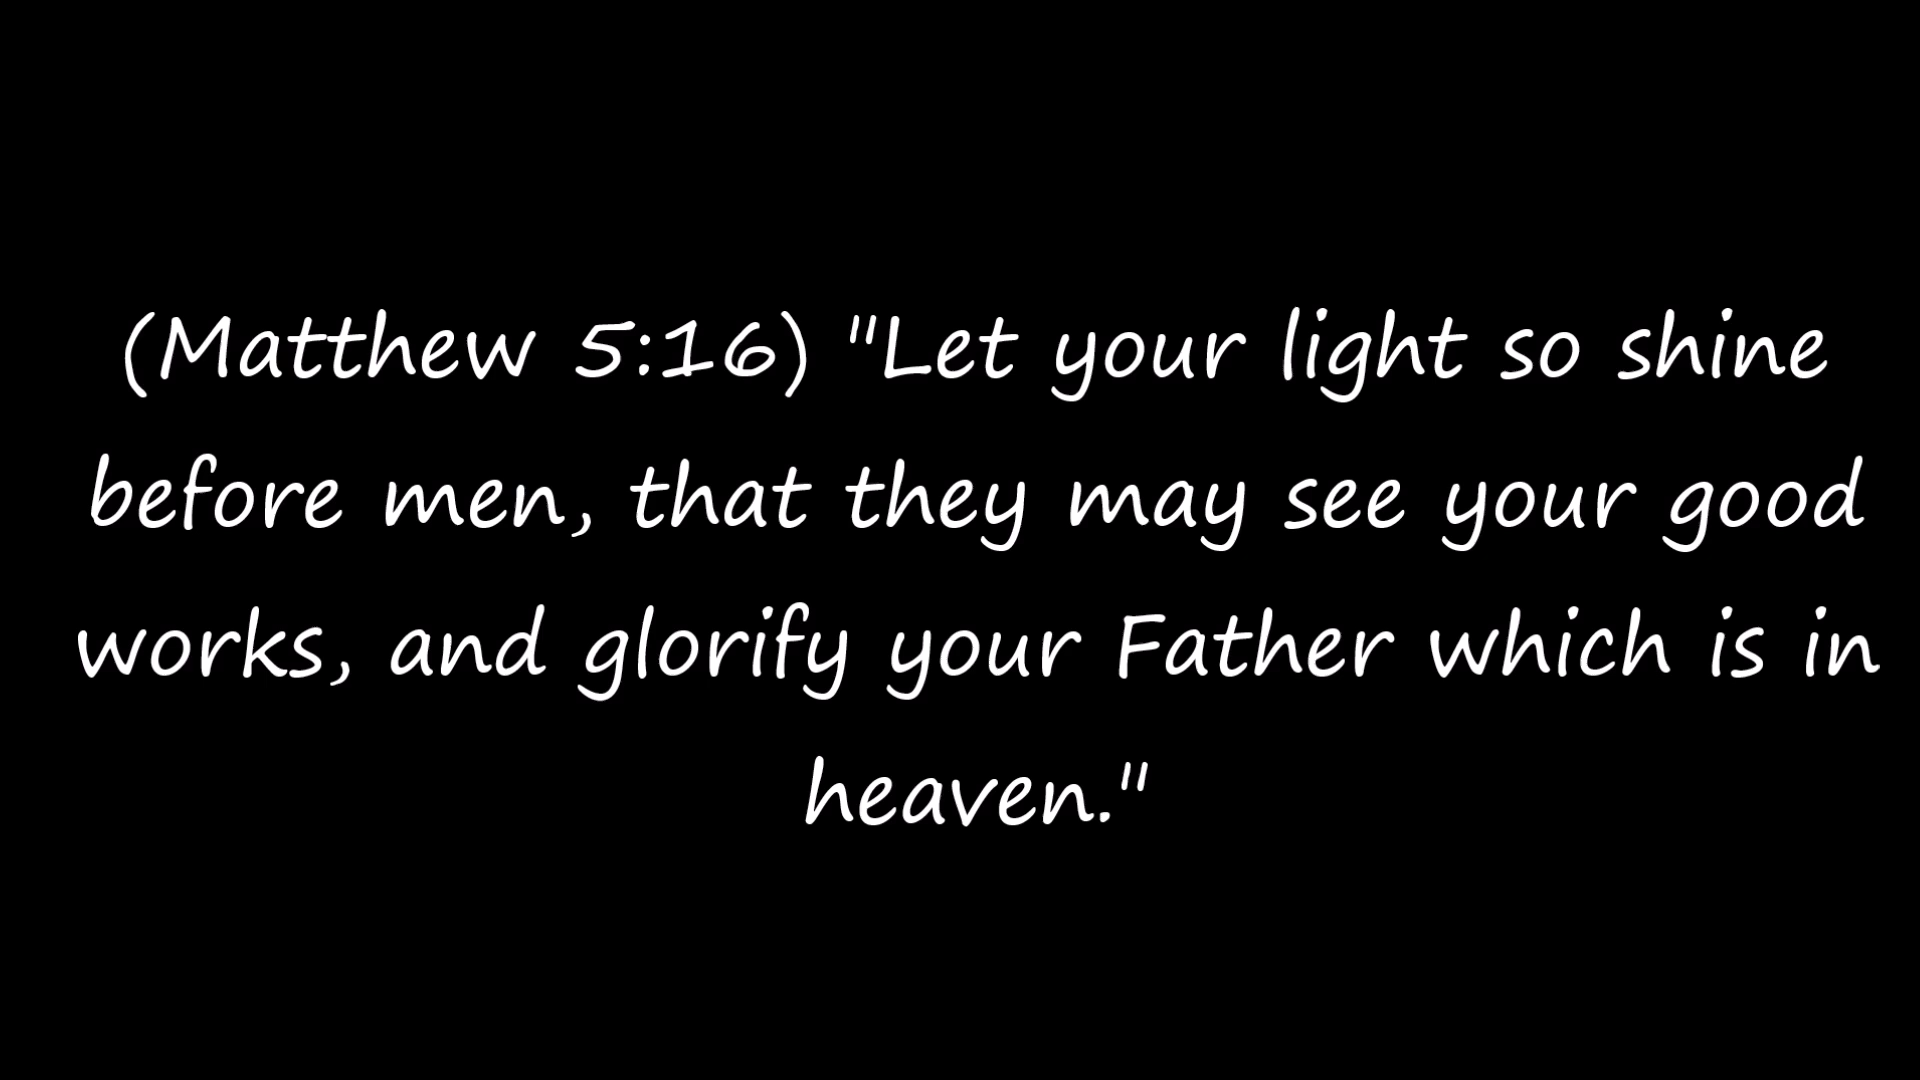 (Matthew 5:16) "Let your light so shine
before men, that they may see your good
works, and glorify your Father which is in
heaven."